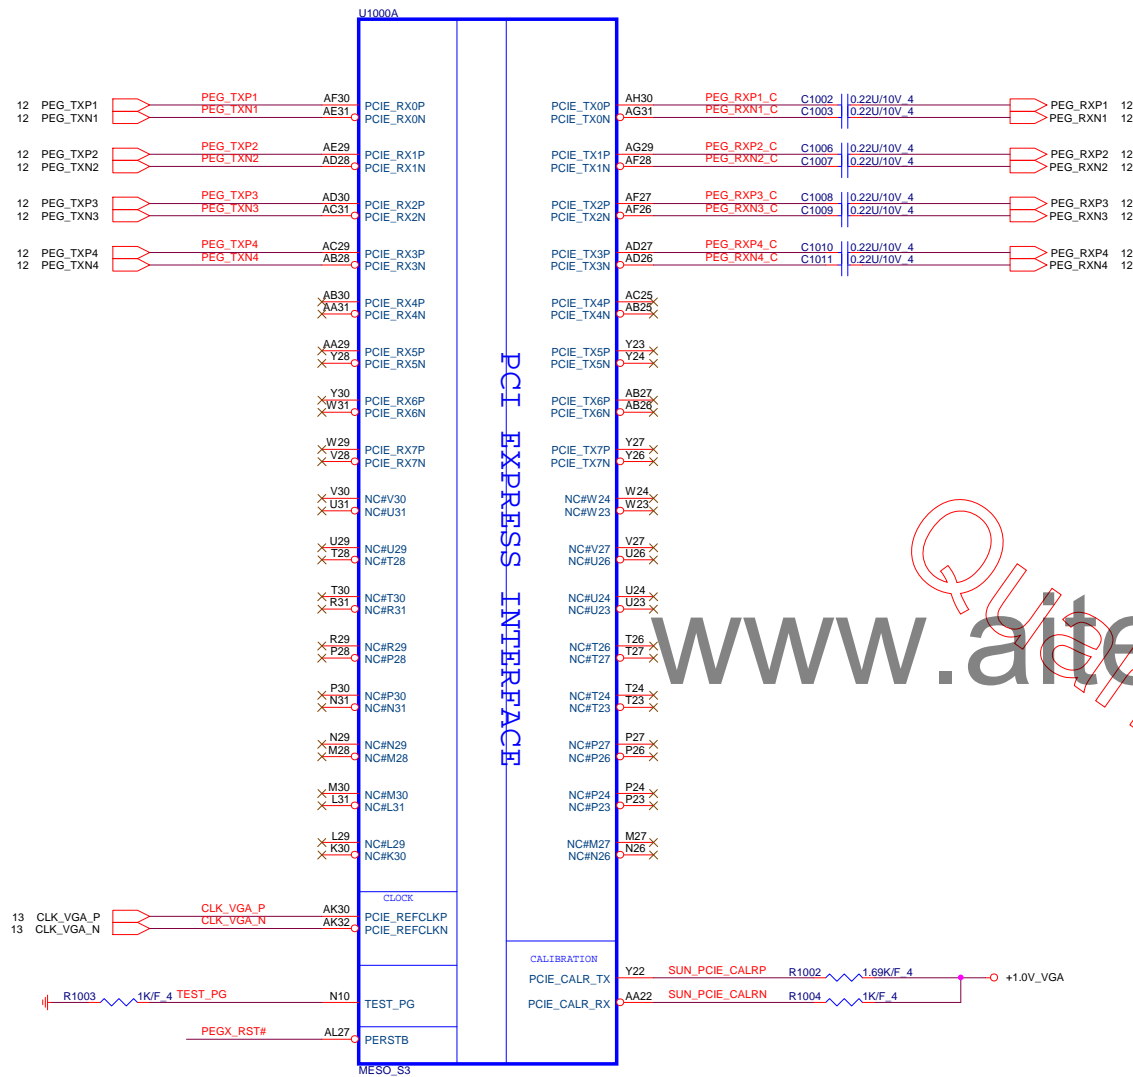 U1000A
12 PEG_TXP1 PEG_TXP1 AF30 PCIE_RX0P PCIE_TX0P AH30 PEG_RXP1_C C1002 0.22U/10V_4 PEG_RXP1 12
12 PEG_TXN1 PEG_TXN1 AE31 PCIE_RX0N PCIE_TX0N AG31 PEG_RXN1_C C1003 0.22U/10V_4 PEG_RXN1 12
12 PEG_TXP2 PEG_TXP2 AE29 PCIE_RX1P PCIE_TX1P AG29 PEG_RXP2_C C1006 0.22U/10V_4 PEG_RXP2 12
12 PEG_TXN2 PEG_TXN2 AD28 PCIE_RX1N PCIE_TX1N AF28 PEG_RXN2_C C1007 0.22U/10V_4 PEG_RXN2 12
12 PEG_TXP3 PEG_TXP3 AD30 PCIE_RX2P PCIE_TX2P AF27 PEG_RXP3_C C1008 0.22U/10V_4 PEG_RXP3 12
12 PEG_TXN3 PEG_TXN3 AC31 PCIE_RX2N PCIE_TX2N AF26 PEG_RXN3_C C1009 0.22U/10V_4 PEG_RXN3 12
12 PEG_TXP4 PEG_TXP4 AC29 PCIE_RX3P PCIE_TX3P AD27 PEG_RXP4_C C1010 0.22U/10V_4 PEG_RXP4 12
12 PEG_TXN4 PEG_TXN4 AB28 PCIE_RX3N PCIE_TX3N AD26 PEG_RXN4_C C1011 0.22U/10V_4 PEG_RXN4 12
AB30 PCIE_RX4P PCIE_TX4P AC25
AA31 PCIE_RX4N PCIE_TX4N AB25
AA29 PCIE_RX5P PCIE_TX5P Y23
Y28 PCIE_RX5N PCIE_TX5N Y24
Y30 PCIE_RX6P PCIE_TX6P AB27
W31 PCIE_RX6N PCIE_TX6N AB26
W29 PCIE_RX7P PCIE_TX7P Y27
V28 PCIE_RX7N PCIE_TX7N Y26
PCI EXPRESS INTERFACE
V30 NC#V30 NC#W24 W24
U31 NC#U31 NC#W23 W23
U29 NC#U29 NC#V27 V27
T28 NC#T28 NC#U26 U26
T30 NC#T30 NC#U24 U24
R31 NC#R31 NC#U23 U23
R29 NC#R29 NC#T26 T26
P28 NC#P28 NC#T27 T27
P30 NC#P30 NC#T24 T24
N31 NC#N31 NC#T23 T23
N29 NC#N29 NC#P27 P27
M28 NC#M28 NC#P26 P26
M30 NC#M30 NC#P24 P24
L31 NC#L31 NC#P23 P23
L29 NC#L29 NC#M27 M27
K30 NC#K30 NC#N26 N26
www.aite
Qua
CLOCK
13 CLK_VGA_P CLK_VGA_P AK30 PCIE_REFCLKP
13 CLK_VGA_N CLK_VGA_N AK32 PCIE_REFCLKN
CALIBRATION
PCIE_CALR_TX Y22 SUN_PCIE_CALRP R1002 1.69K/F_4 +1.0V_VGA
R1003 1K/F_4 TEST_PG N10 TEST_PG PCIE_CALR_RX AA22 SUN_PCIE_CALRN R1004 1K/F_4
PEGX_RST# AL27 PERSTB
MESO_S3